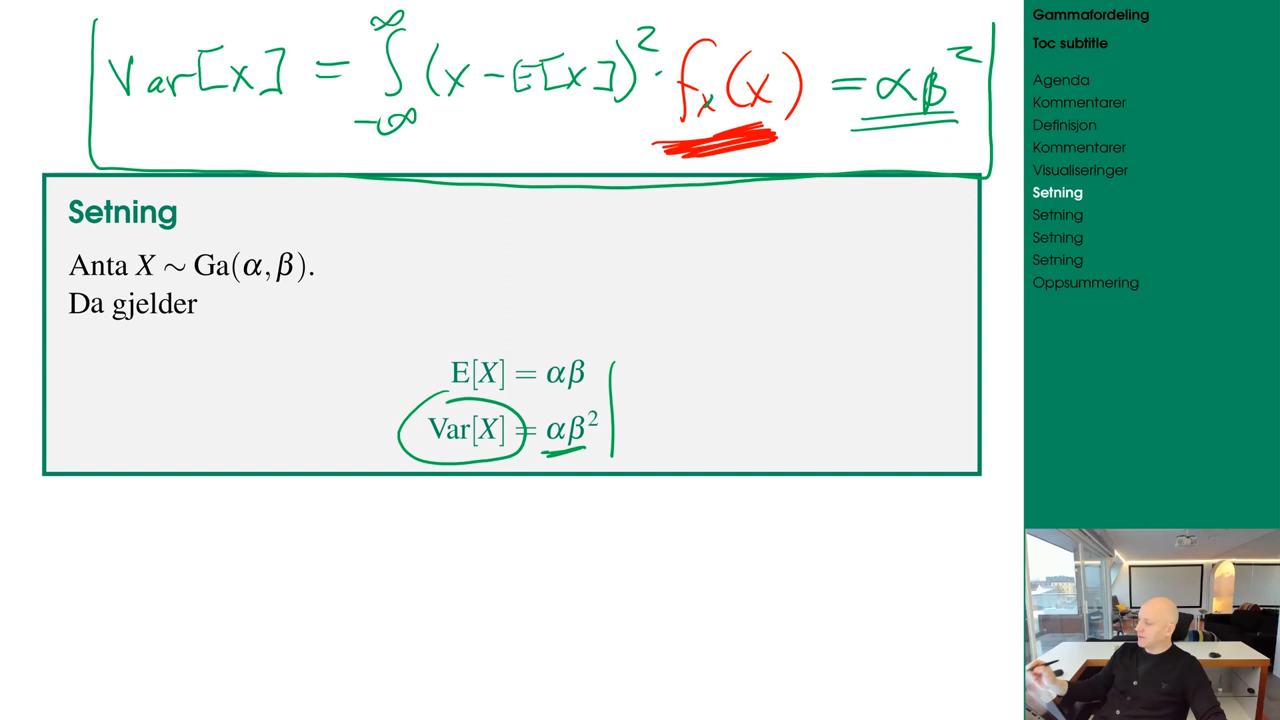 Var[X] = ∫_{-∞}^{∞} (x - E[X])² · f_X(x) = αβ²
Setning
Anta X ∼ Ga(α, β).
Da gjelder
E[X] = αβ
Var[X] = αβ²
Gammafordeling
Toc subtitle
Agenda
Kommentarer
Definisjon
Kommentarer
Visualiseringer
Setning
Setning
Setning
Setning
Oppsummering